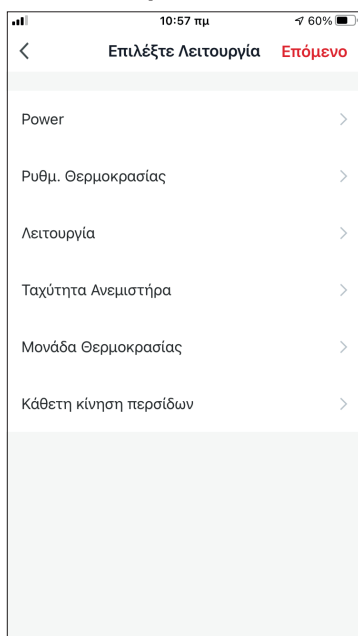 10:57 πμ 60%
Επιλέξτε Λειτουργία Επόμενο
Power
Ρυθμ. Θερμοκρασίας
Λειτουργία
Ταχύτητα Ανεμιστήρα
Μονάδα Θερμοκρασίας
Κάθετη κίνηση περσίδων